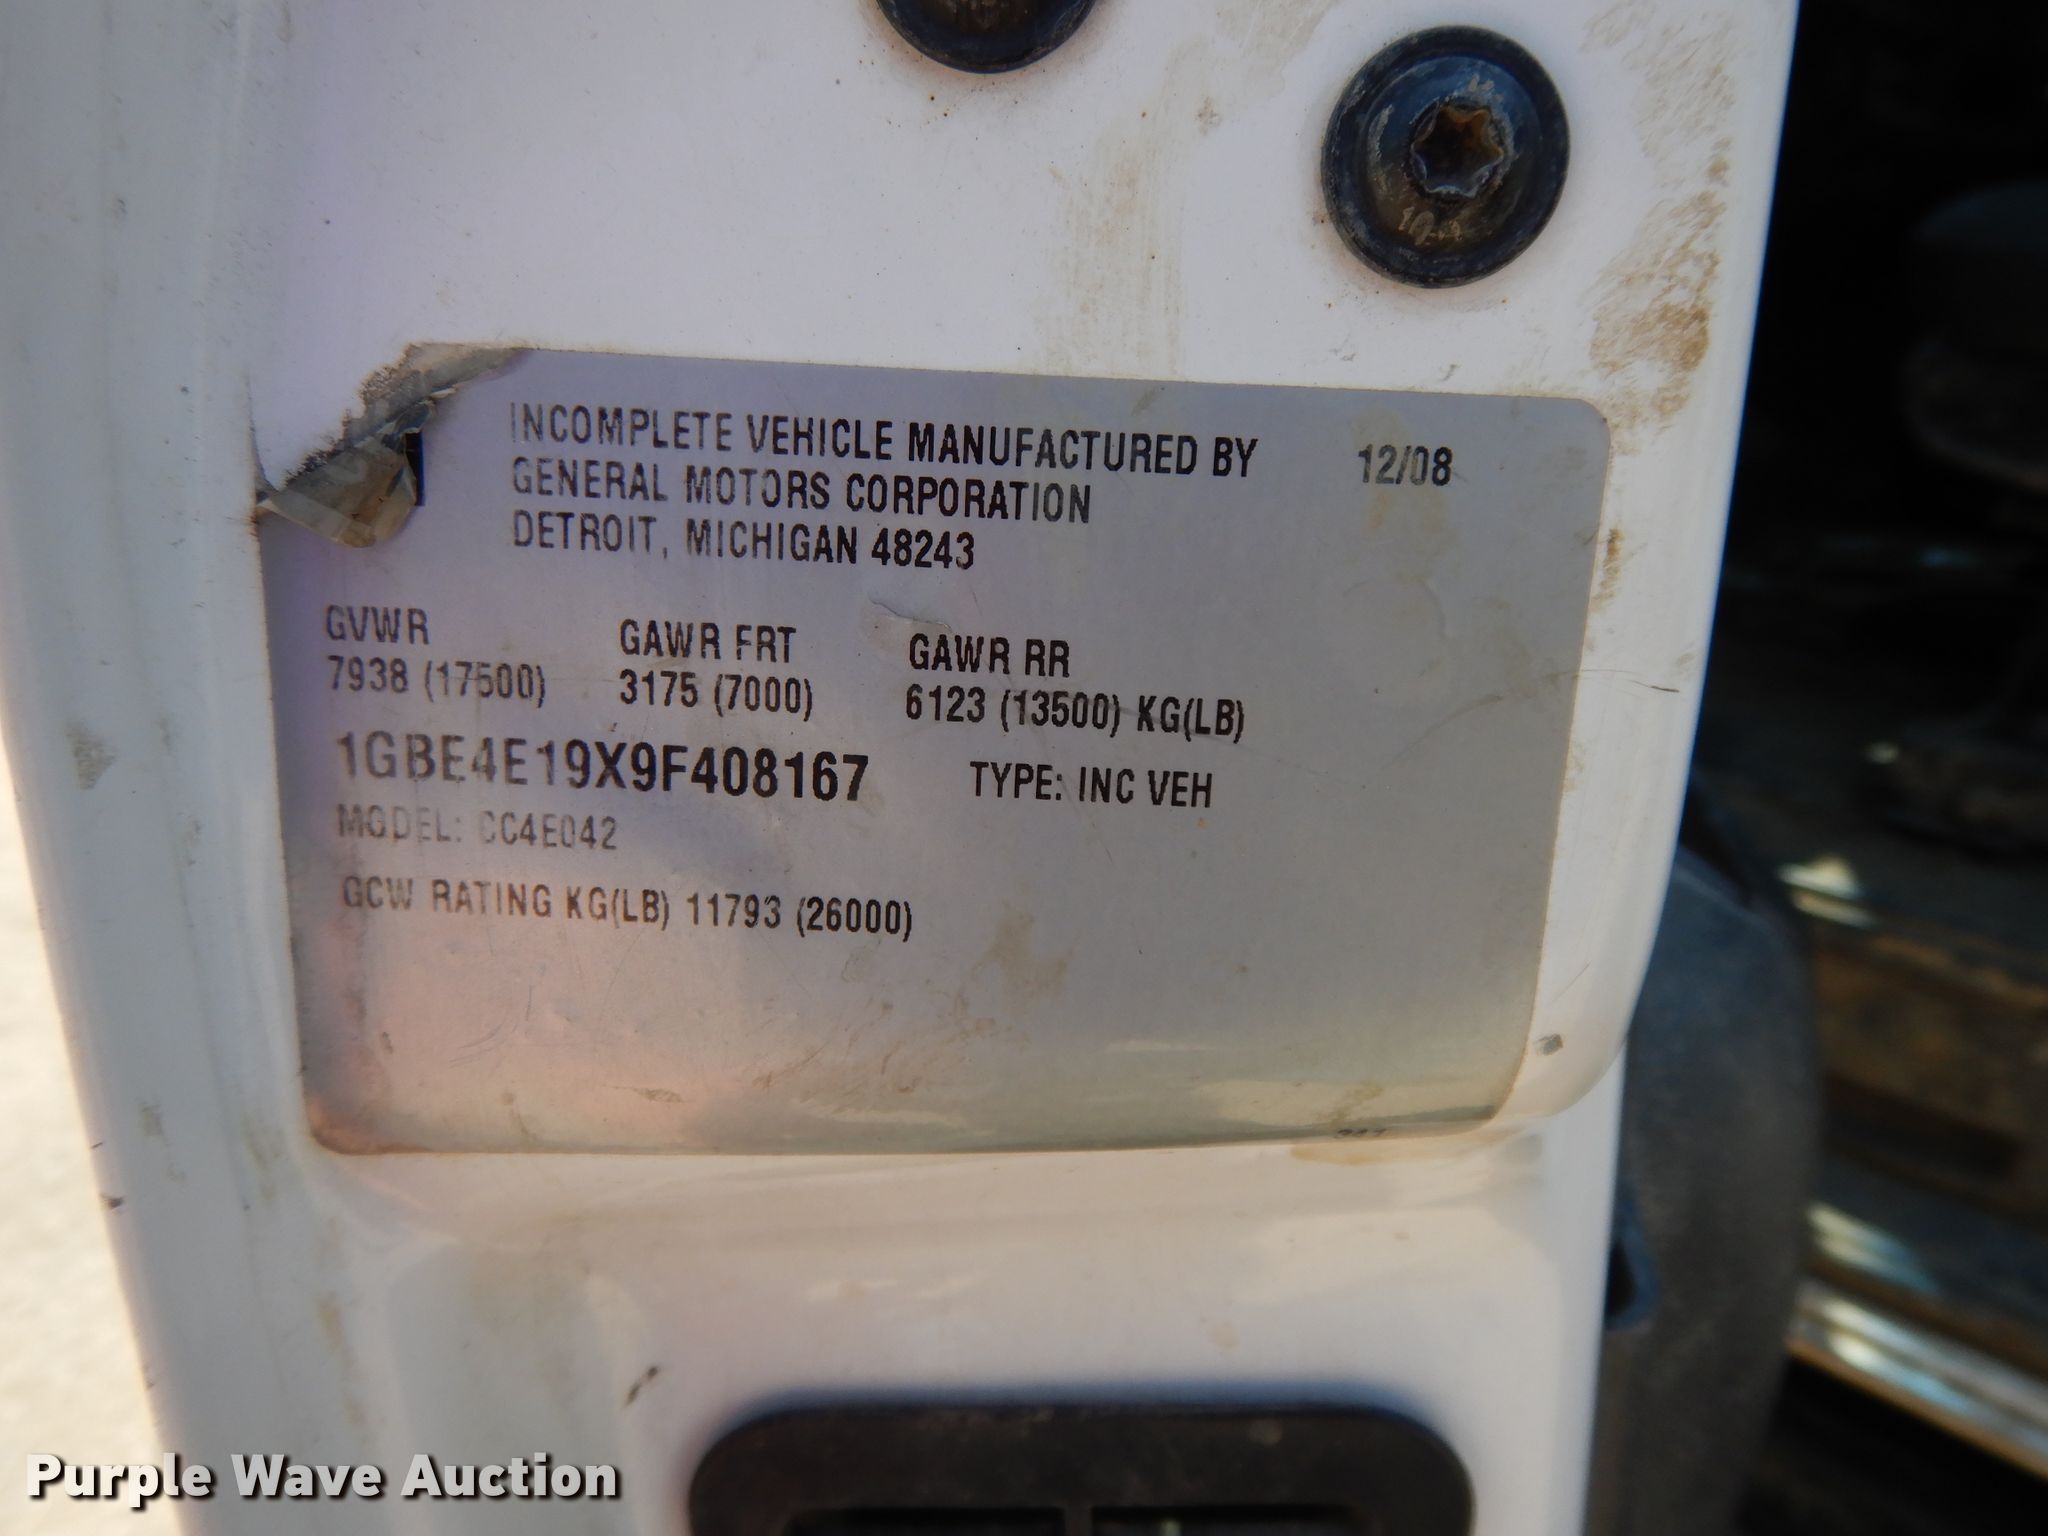 INCOMPLETE VEHICLE MANUFACTURED BY 12/08
GENERAL MOTORS CORPORATION
DETROIT, MICHIGAN 48243
GVWR GAWR FRT GAWR RR
7938 (17500) 3175 (7000) 6123 (13500) KG(LB)
1GBE4E19X9F408167 TYPE: INC VEH
MODEL: CC4E042
GCW RATING KG(LB) 11793 (26000)
Purple Wave Auction